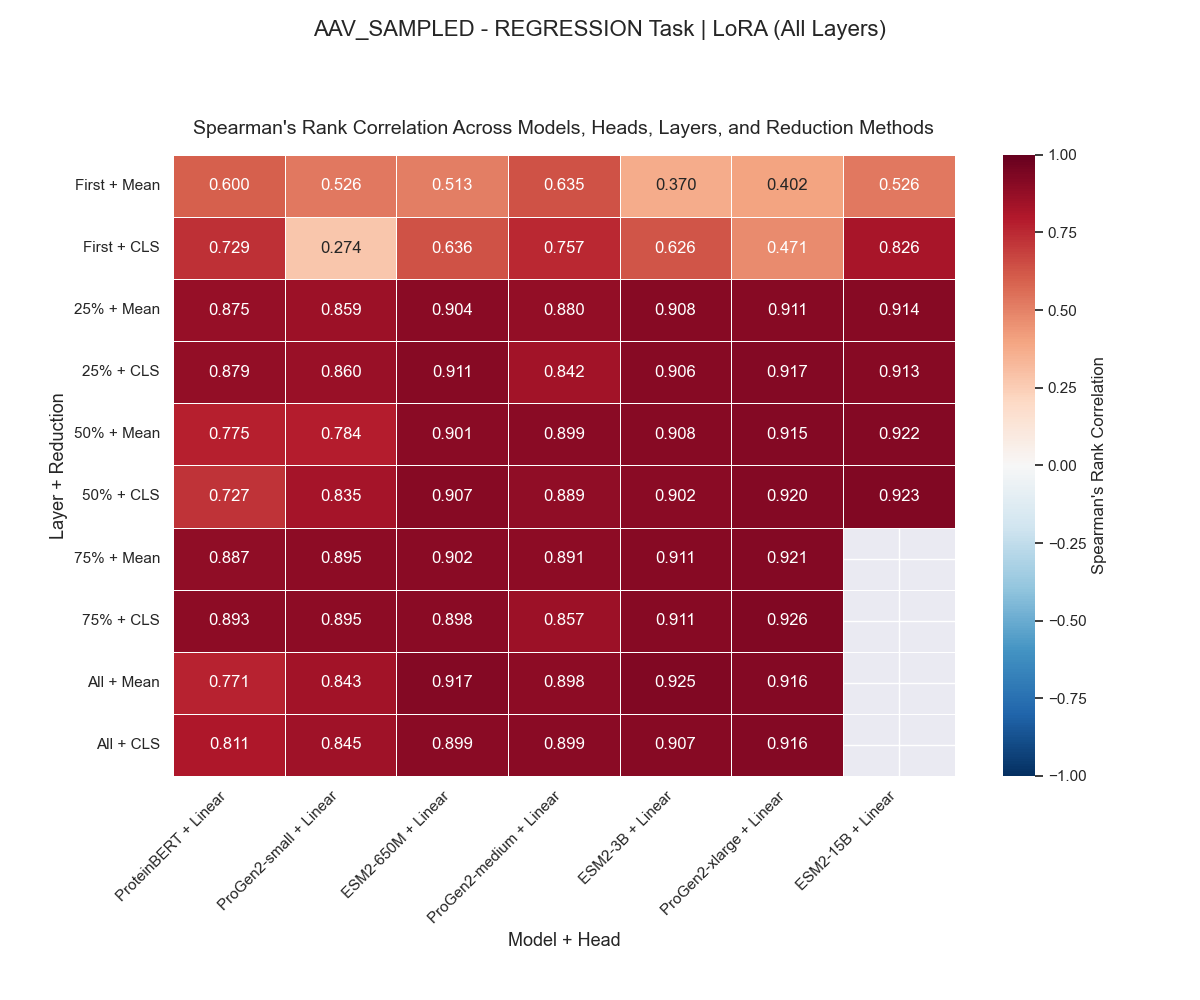 AAV_SAMPLED - REGRESSION Task | LoRA (All Layers)
Spearman's Rank Correlation Across Models, Heads, Layers, and Reduction Methods
First + Mean 0.600 0.526 0.513 0.635 0.370 0.402 0.526
First + CLS 0.729 0.274 0.636 0.757 0.626 0.471 0.826
25% + Mean 0.875 0.859 0.904 0.880 0.908 0.911 0.914
25% + CLS 0.879 0.860 0.911 0.842 0.906 0.917 0.913
50% + Mean 0.775 0.784 0.901 0.899 0.908 0.915 0.922
50% + CLS 0.727 0.835 0.907 0.889 0.902 0.920 0.923
75% + Mean 0.887 0.895 0.902 0.891 0.911 0.921
75% + CLS 0.893 0.895 0.898 0.857 0.911 0.926
All + Mean 0.771 0.843 0.917 0.898 0.925 0.916
All + CLS 0.811 0.845 0.899 0.899 0.907 0.916
Layer + Reduction
ProteinBERT + Linear
ProGen2-small + Linear
ESM2-650M + Linear
ProGen2-medium + Linear
ESM2-3B + Linear
ProGen2-xlarge + Linear
ESM2-15B + Linear
Model + Head
1.00
0.75
0.50
0.25
0.00
−0.25
−0.50
−0.75
−1.00
Spearman's Rank Correlation